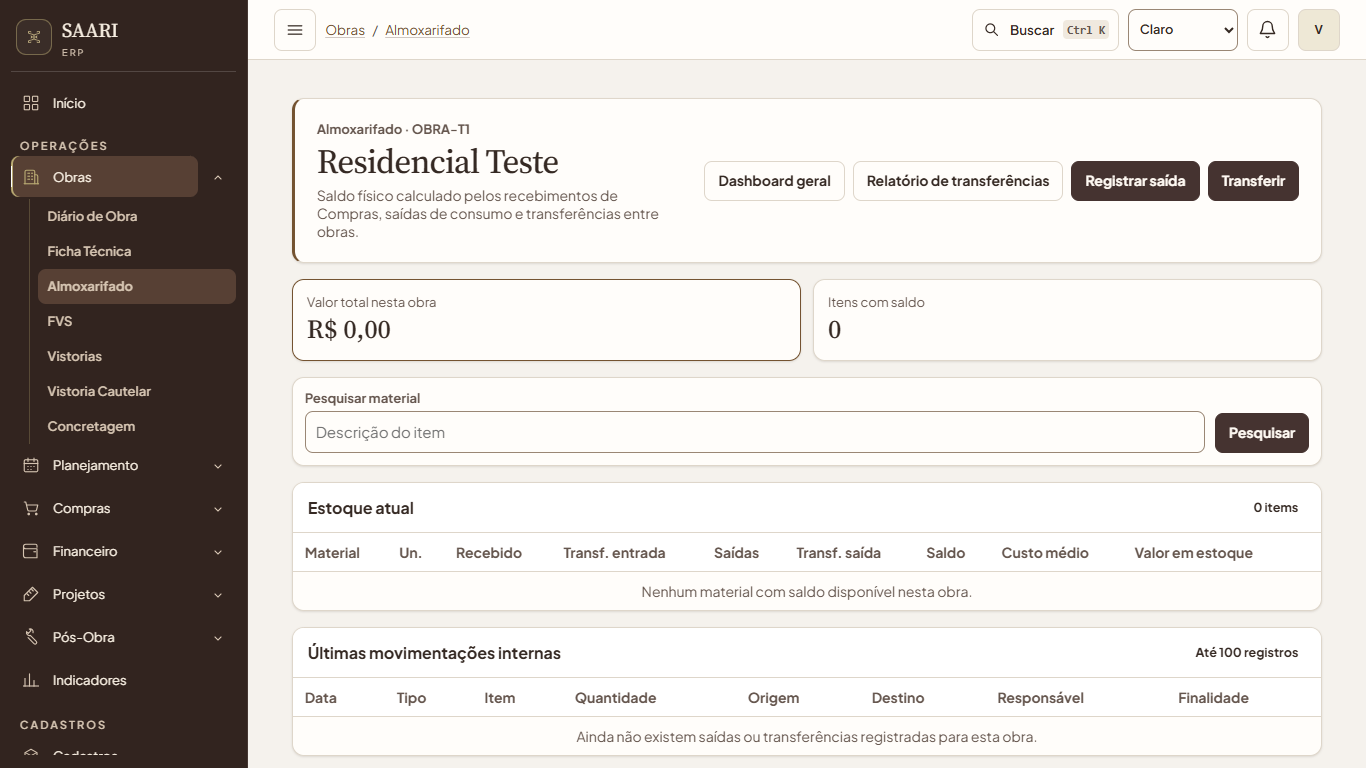 SAARI
ERP
Início
OPERAÇÕES
Obras
Diário de Obra
Ficha Técnica
Almoxarifado
FVS
Vistorias
Vistoria Cautelar
Concretagem
Planejamento
Compras
Financeiro
Projetos
Pós-Obra
Indicadores
CADASTROS
Cadastros
Obras / Almoxarifado
Buscar Ctrl K
Claro
V
Almoxarifado · OBRA-T1
Residencial Teste
Saldo físico calculado pelos recebimentos de
Compras, saídas de consumo e transferências entre
obras.
Dashboard geral
Relatório de transferências
Registrar saída
Transferir
Valor total nesta obra
R$ 0,00
Itens com saldo
0
Pesquisar material
Descrição do item
Pesquisar
Estoque atual
0 items
Material Un. Recebido Transf. entrada Saídas Transf. saída Saldo Custo médio Valor em estoque
Nenhum material com saldo disponível nesta obra.
Últimas movimentações internas
Até 100 registros
Data Tipo Item Quantidade Origem Destino Responsável Finalidade
Ainda não existem saídas ou transferências registradas para esta obra.